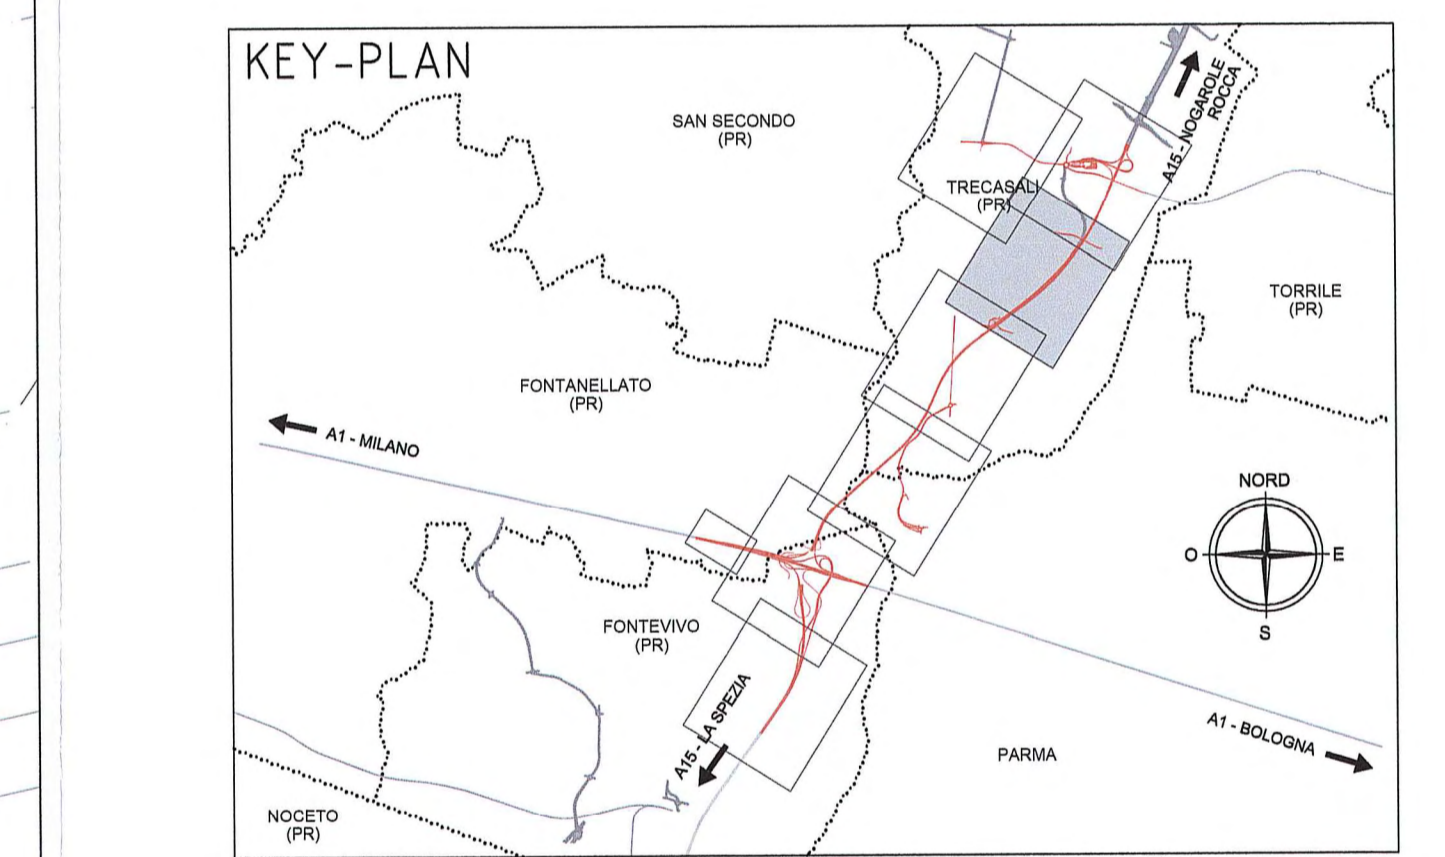 KEY-PLAN
A15 - NOGAROLE
ROCCA
SAN SECONDO
(PR)
TRECASALI
(PR)
TORRILE
(PR)
FONTANELLATO
(PR)
A1 - MILANO
NORD
O
E
S
FONTEVIVO
(PR)
A15 - LA SPEZIA
A1 - BOLOGNA
PARMA
NOCETO
(PR)